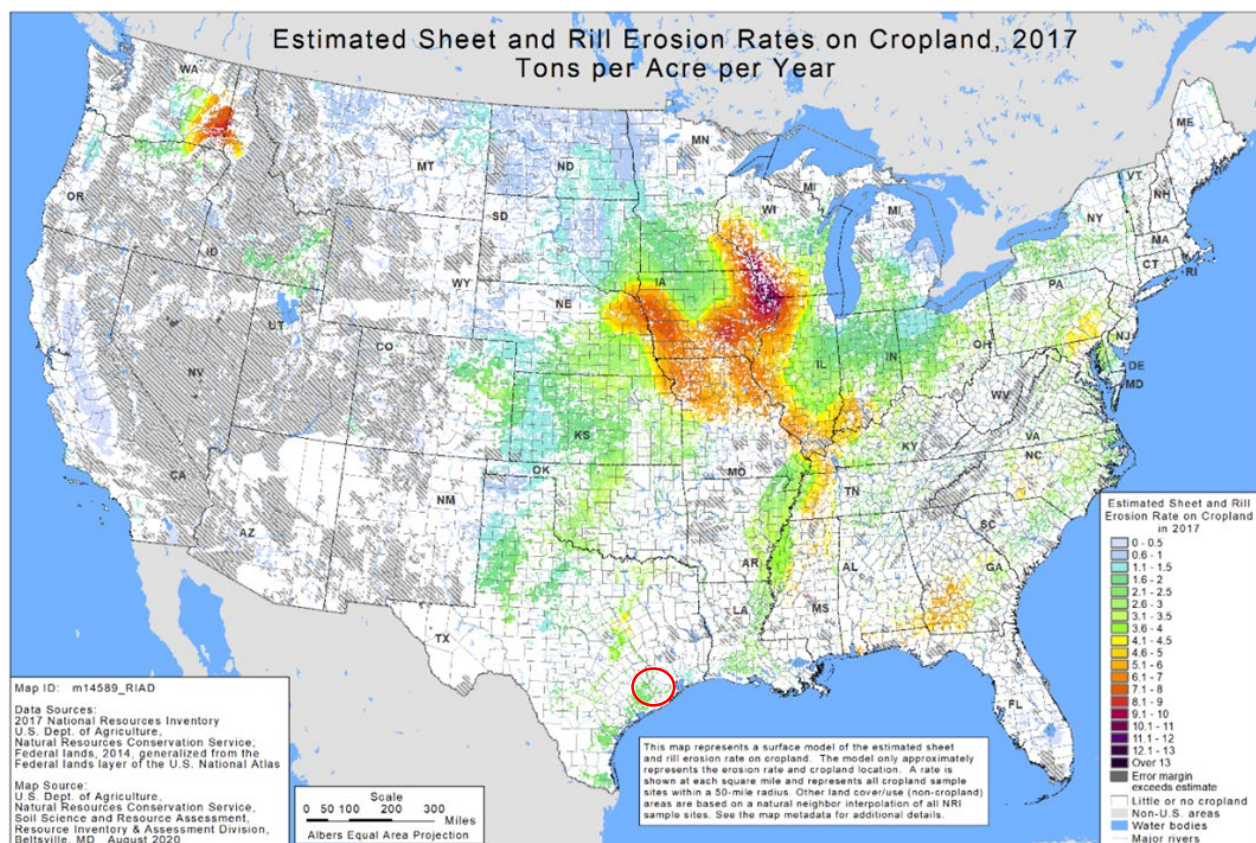 Estimated Sheet and Rill Erosion Rates on Cropland, 2017
Tons per Acre per Year
WA
MT
ND
MN
ME
VT
NH
OR
SD
WI
MI
MI
NY
MA
CT
RI
ID
WY
IA
NE
PA
NJ
UT
NV
CO
IL
IN
OH
DE
MD
WV
CA
KS
MO
KY
VA
NC
AZ
NM
OK
AR
TN
SC
TX
LA
MS
AL
GA
FL
Estimated Sheet and Rill
Erosion Rate on Cropland
in 2017
0 - 0.5
0.6 - 1
1.1 - 1.5
1.6 - 2
2.1 - 2.5
2.6 - 3
3.1 - 3.5
3.6 - 4
4.1 - 4.5
4.6 - 5
5.1 - 6
6.1 - 7
7.1 - 8
8.1 - 9
9.1 - 10
10.1 - 11
11.1 - 12
12.1 - 13
Over 13
Error margin
exceeds estimate
Little or no cropland
Non-U.S. areas
Water bodies
Major rivers
Map ID: m14589_RIAD
Data Sources:
2017 National Resources Inventory
U.S. Dept. of Agriculture,
Natural Resources Conservation Service;
Federal lands, 2014, generalized from the
Federal lands layer of the U.S. National Atlas
Map Source:
U.S. Dept. of Agriculture,
Natural Resources Conservation Service,
Soil Science and Resource Assessment,
Resource Inventory & Assessment Division,
Beltsville, MD August 2020
Scale
0 50 100 200 300
Miles
Albers Equal Area Projection
This map represents a surface model of the estimated sheet
and rill erosion rate on cropland. The model only approximately
represents the erosion rate and cropland location. A rate is
shown at each square mile and represents all cropland sample
sites within a 50-mile radius. Other land cover/use (non-cropland)
areas are based on a natural neighbor interpolation of all NRI
sample sites. See the map metadata for additional details.